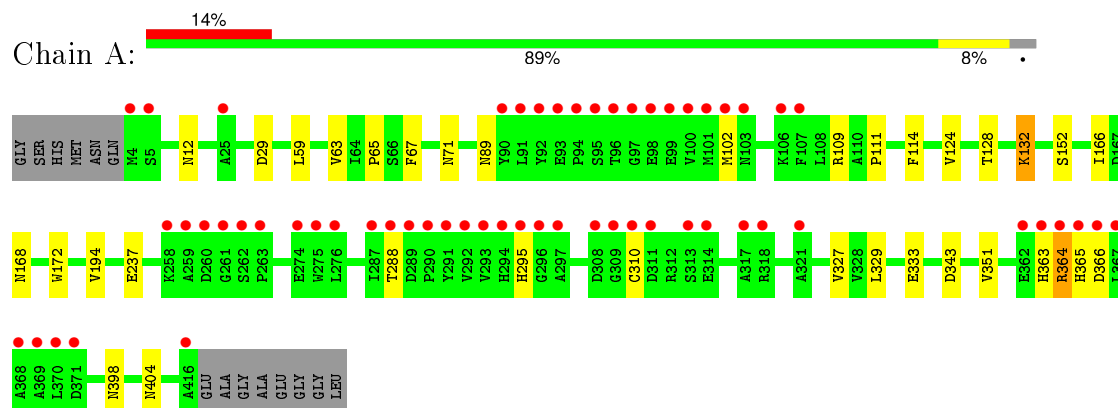 14%
Chain A:
89% 8% •
GLY SER HIS MET ASN GLN M4 S5 N12 A25 D29 L59 V63 I64 P65 S66 F67 N71 N89 Y90 L91 Y92 E93 P94 S95 T96 G97 E98 E99 V100 M101 M102 N103 K106 F107 L108 R109 A110 P111 F114 V124 T128 K132 S152 I166 D167
N168 W172 V194 E237 K258 A259 D260 G261 S262 P263 E274 W275 L276 I287 T288 D289 P290 Y291 V292 V293 H294 H295 G296 A297 D308 G309 C310 D311 R312 S313 E314 A317 R318 A321 V327 V328 L329 E333 D343 V351 E362 H363 R364 H365 D366 I367
A368 A369 L370 D371 N398 N404 A416 GLU ALA GLY ALA GLU GLY GLY LEU